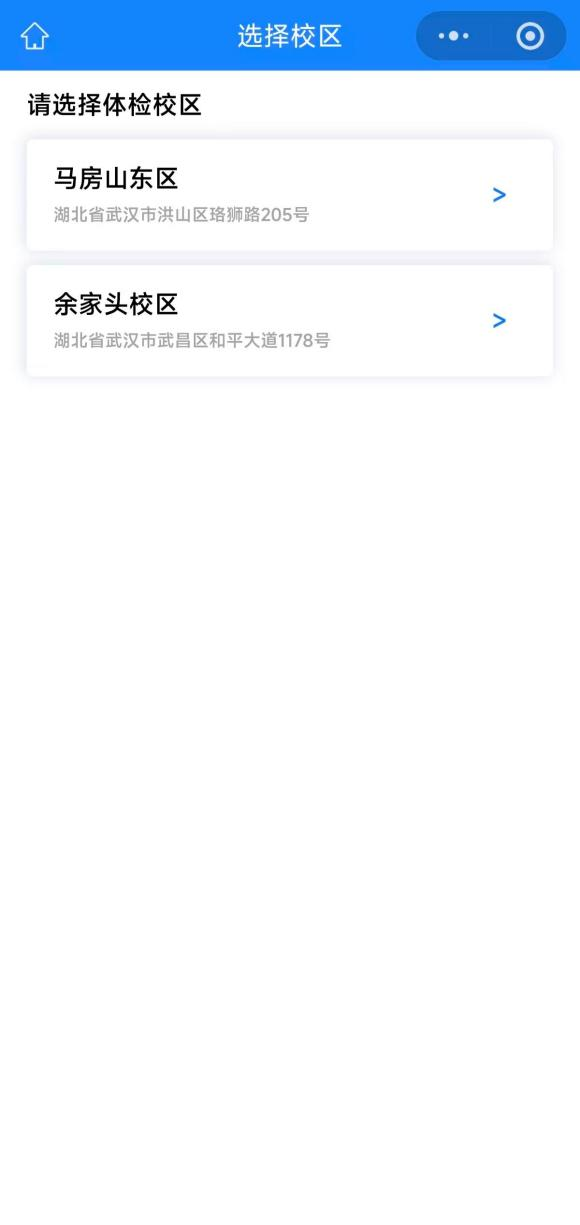 选择校区
请选择体检校区
马房山东区
湖北省武汉市洪山区珞狮路205号
>
余家头校区
湖北省武汉市武昌区和平大道1178号
>